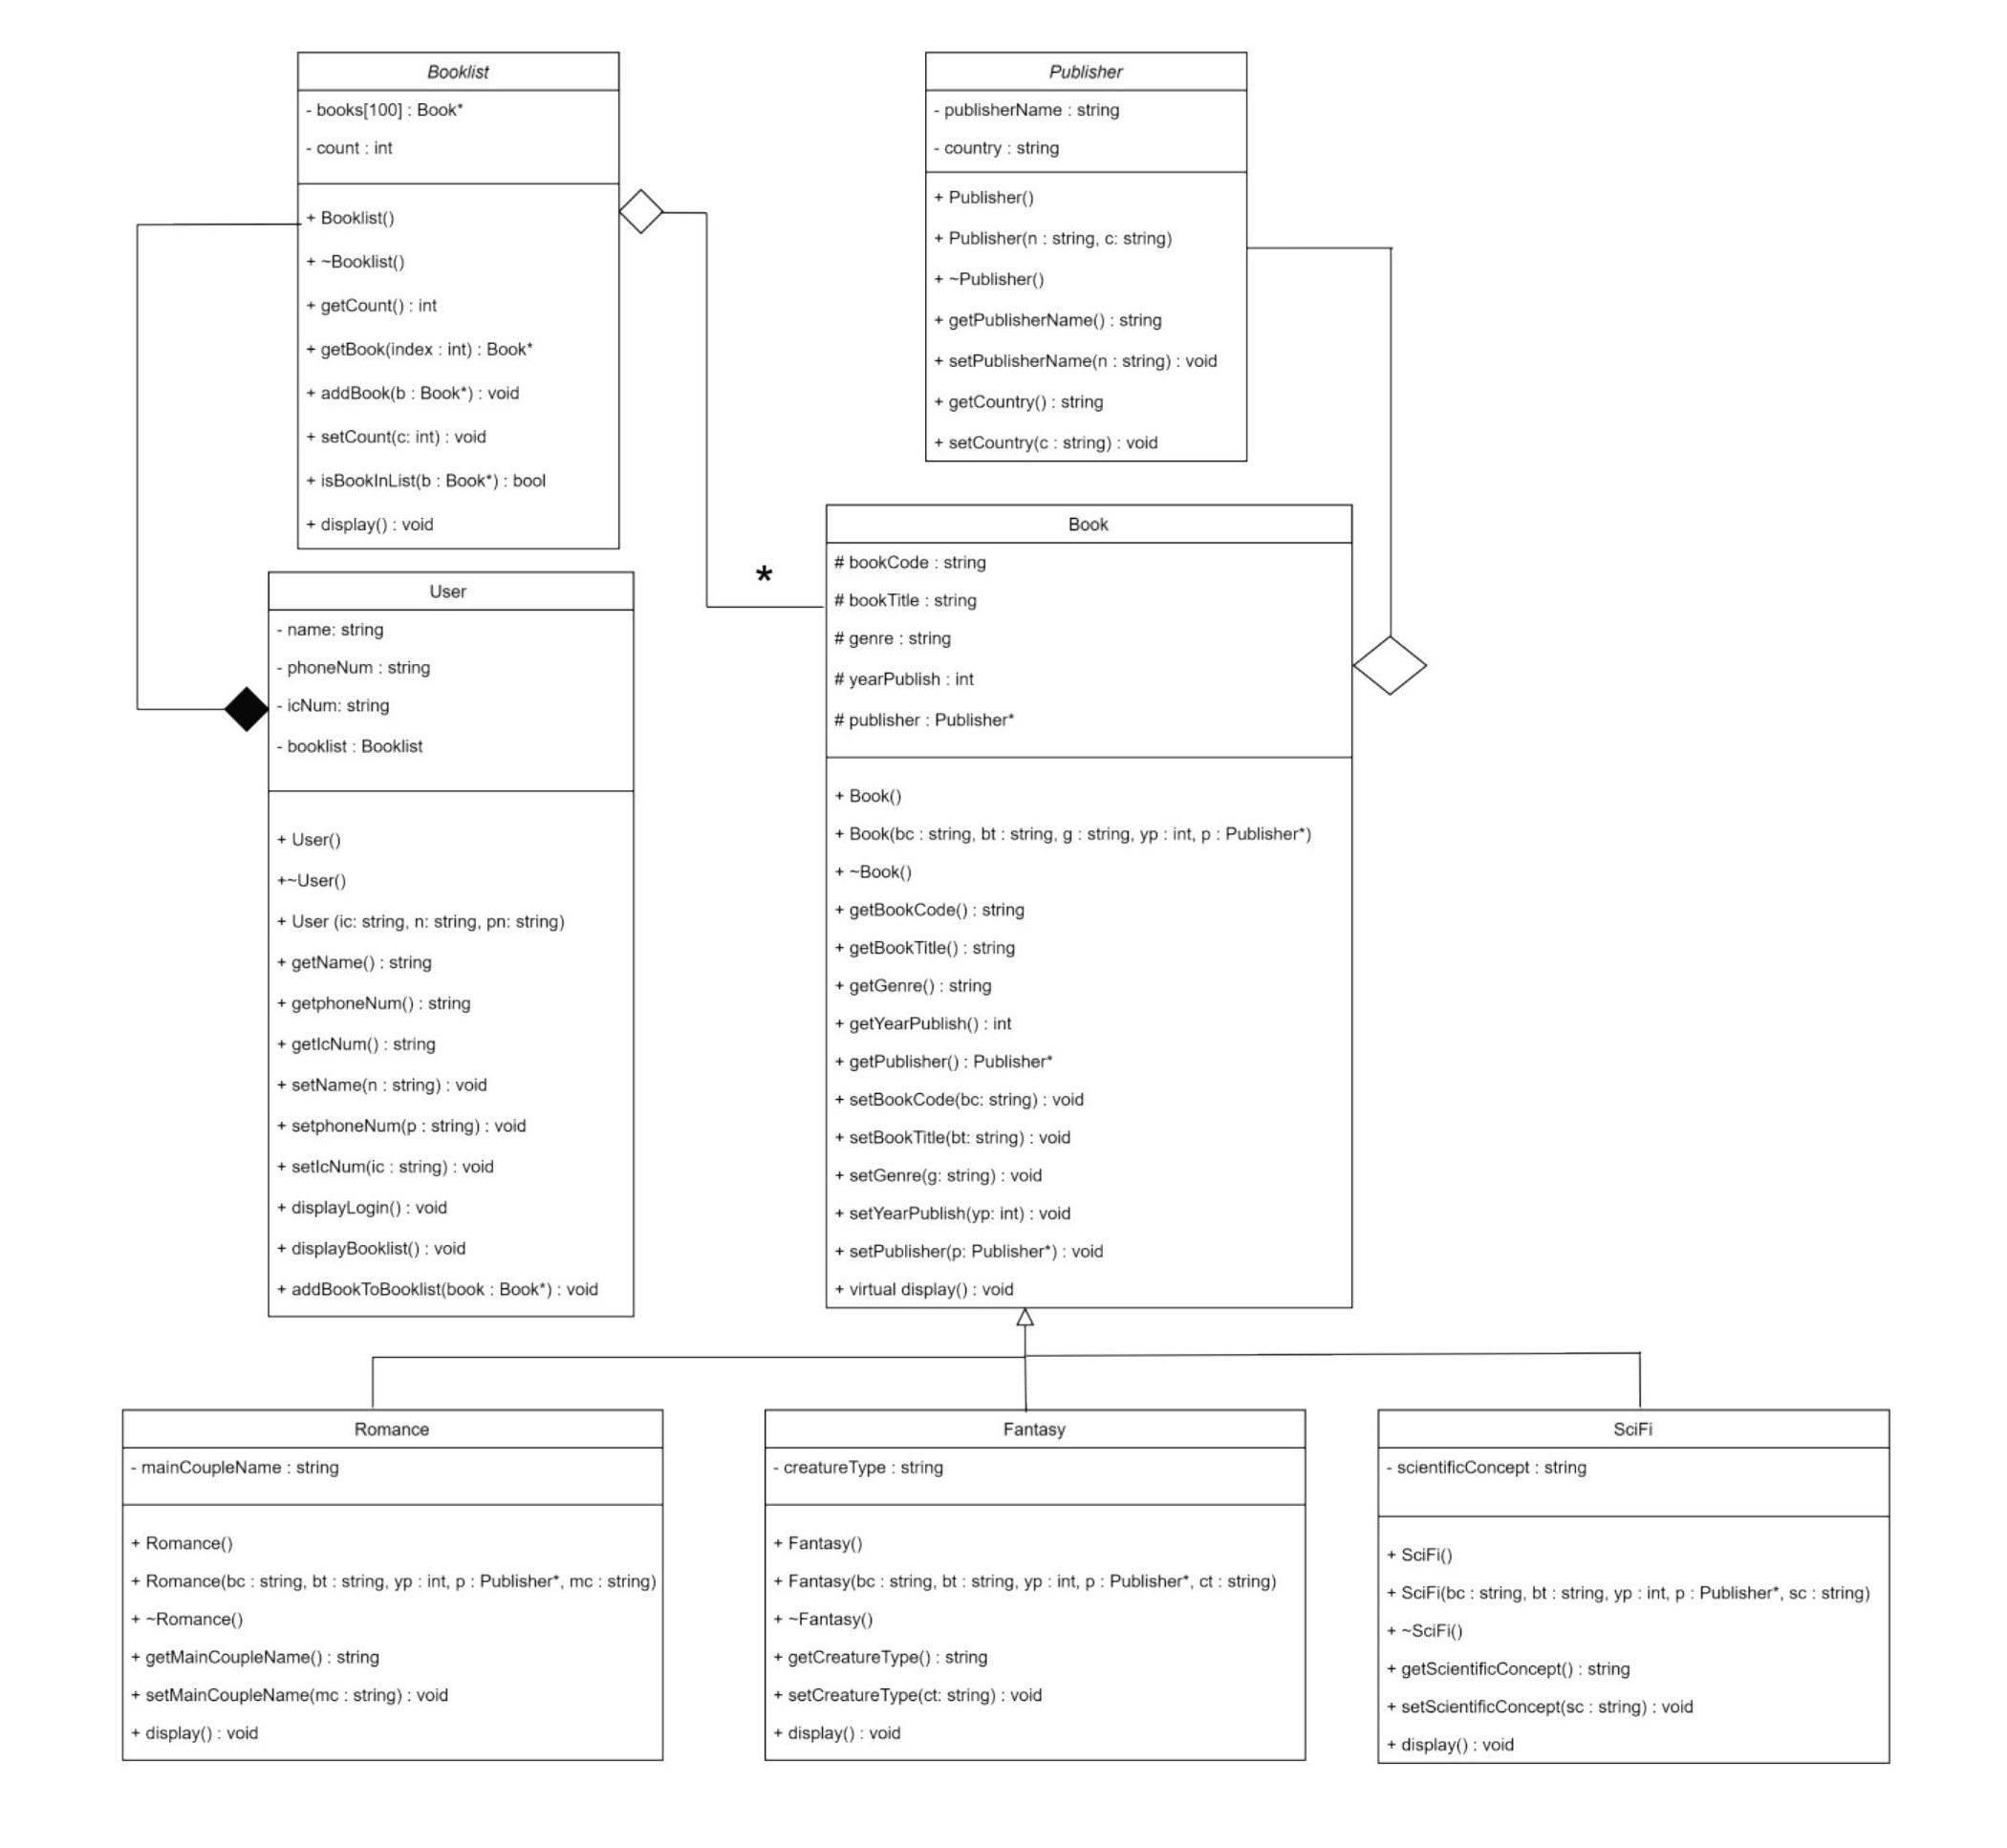 Booklist
- books[100] : Book*
- count : int
+ Booklist()
+ ~Booklist()
+ getCount() : int
+ getBook(index : int) : Book*
+ addBook(b : Book*) : void
+ setCount(c: int) : void
+ isBookInList(b : Book*) : bool
+ display() : void
Publisher
- publisherName : string
- country : string
+ Publisher()
+ Publisher(n : string, c: string)
+ ~Publisher()
+ getPublisherName() : string
+ setPublisherName(n : string) : void
+ getCountry() : string
+ setCountry(c : string) : void
*
User
- name: string
- phoneNum : string
- icNum: string
- booklist : Booklist
+ User()
+~User()
+ User (ic: string, n: string, pn: string)
+ getName() : string
+ getphoneNum() : string
+ getIcNum() : string
+ setName(n : string) : void
+ setphoneNum(p : string) : void
+ setIcNum(ic : string) : void
+ displayLogin() : void
+ displayBooklist() : void
+ addBookToBooklist(book : Book*) : void
Book
# bookCode : string
# bookTitle : string
# genre : string
# yearPublish : int
# publisher : Publisher*
+ Book()
+ Book(bc : string, bt : string, g : string, yp : int, p : Publisher*)
+ ~Book()
+ getBookCode() : string
+ getBookTitle() : string
+ getGenre() : string
+ getYearPublish() : int
+ getPublisher() : Publisher*
+ setBookCode(bc: string) : void
+ setBookTitle(bt: string) : void
+ setGenre(g: string) : void
+ setYearPublish(yp: int) : void
+ setPublisher(p: Publisher*) : void
+ virtual display() : void
Romance
- mainCoupleName : string
+ Romance()
+ Romance(bc : string, bt : string, yp : int, p : Publisher*, mc : string)
+ ~Romance()
+ getMainCoupleName() : string
+ setMainCoupleName(mc : string) : void
+ display() : void
Fantasy
- creatureType : string
+ Fantasy()
+ Fantasy(bc : string, bt : string, yp : int, p : Publisher*, ct : string)
+ ~Fantasy()
+ getCreatureType() : string
+ setCreatureType(ct: string) : void
+ display() : void
SciFi
- scientificConcept : string
+ SciFi()
+ SciFi(bc : string, bt : string, yp : int, p : Publisher*, sc : string)
+ ~SciFi()
+ getScientificConcept() : string
+ setScientificConcept(sc : string) : void
+ display() : void